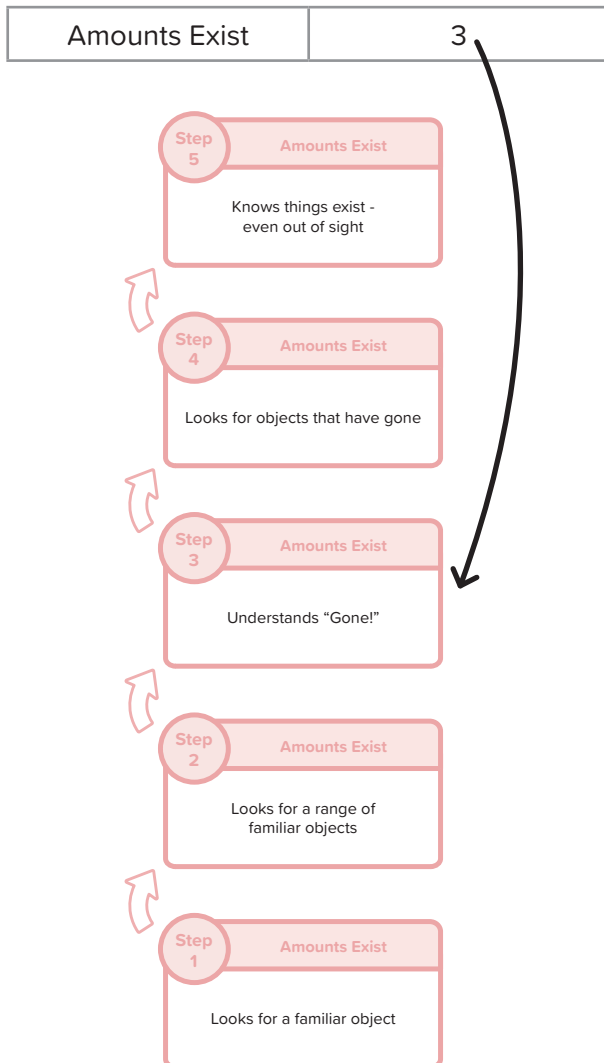 Amounts Exist 3
Step
5
Amounts Exist
Knows things exist -
even out of sight
Step
4
Amounts Exist
Looks for objects that have gone
Step
3
Amounts Exist
Understands “Gone!”
Step
2
Amounts Exist
Looks for a range of
familiar objects
Step
1
Amounts Exist
Looks for a familiar object